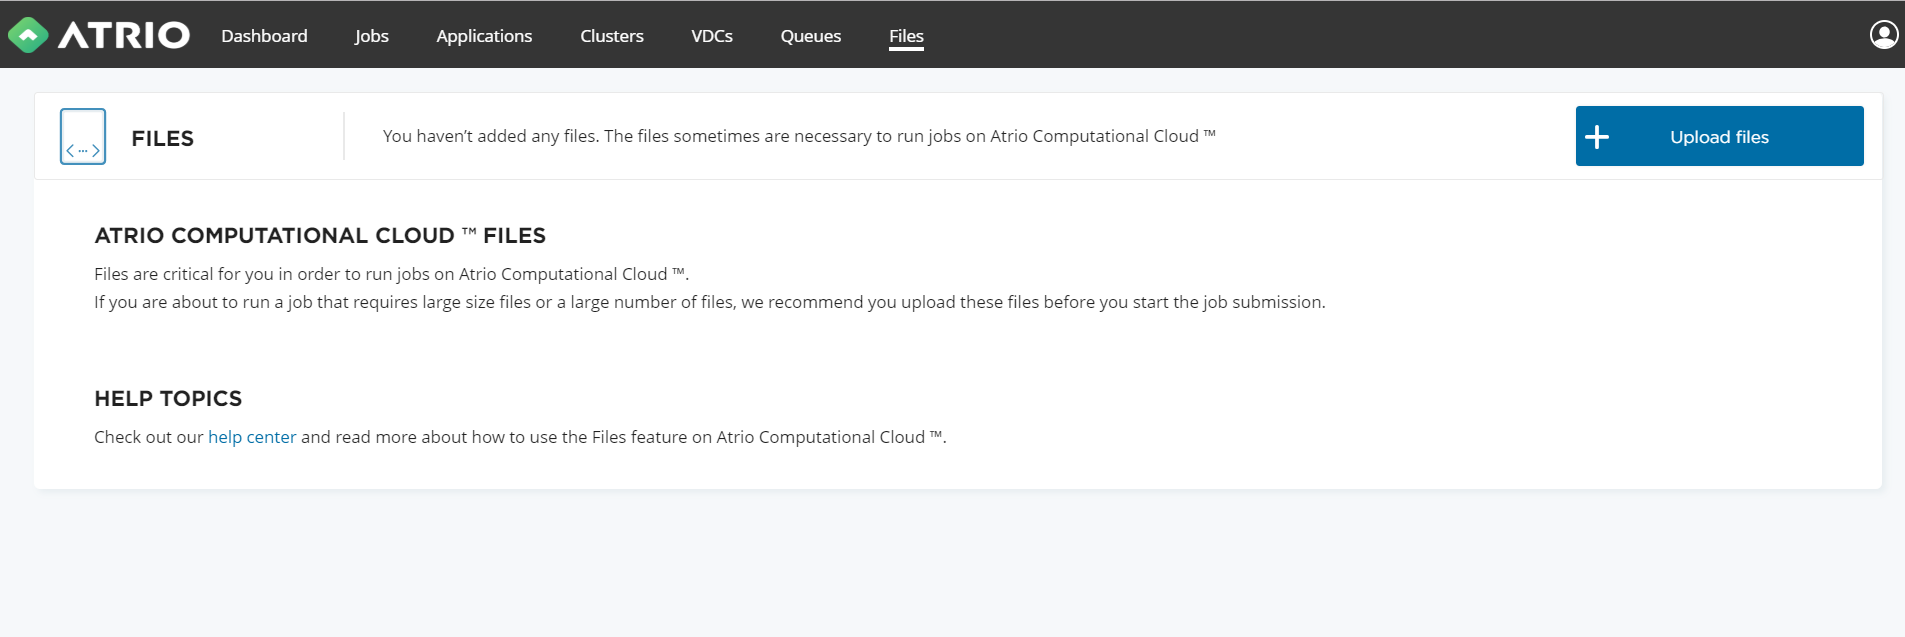 ATRIO Dashboard Jobs Applications Clusters VDCs Queues Files
FILES You haven’t added any files. The files sometimes are necessary to run jobs on Atrio Computational Cloud ™ Upload files
<...>
ATRIO COMPUTATIONAL CLOUD ™ FILES
Files are critical for you in order to run jobs on Atrio Computational Cloud ™.
If you are about to run a job that requires large size files or a large number of files, we recommend you upload these files before you start the job submission.
HELP TOPICS
Check out our help center and read more about how to use the Files feature on Atrio Computational Cloud ™.